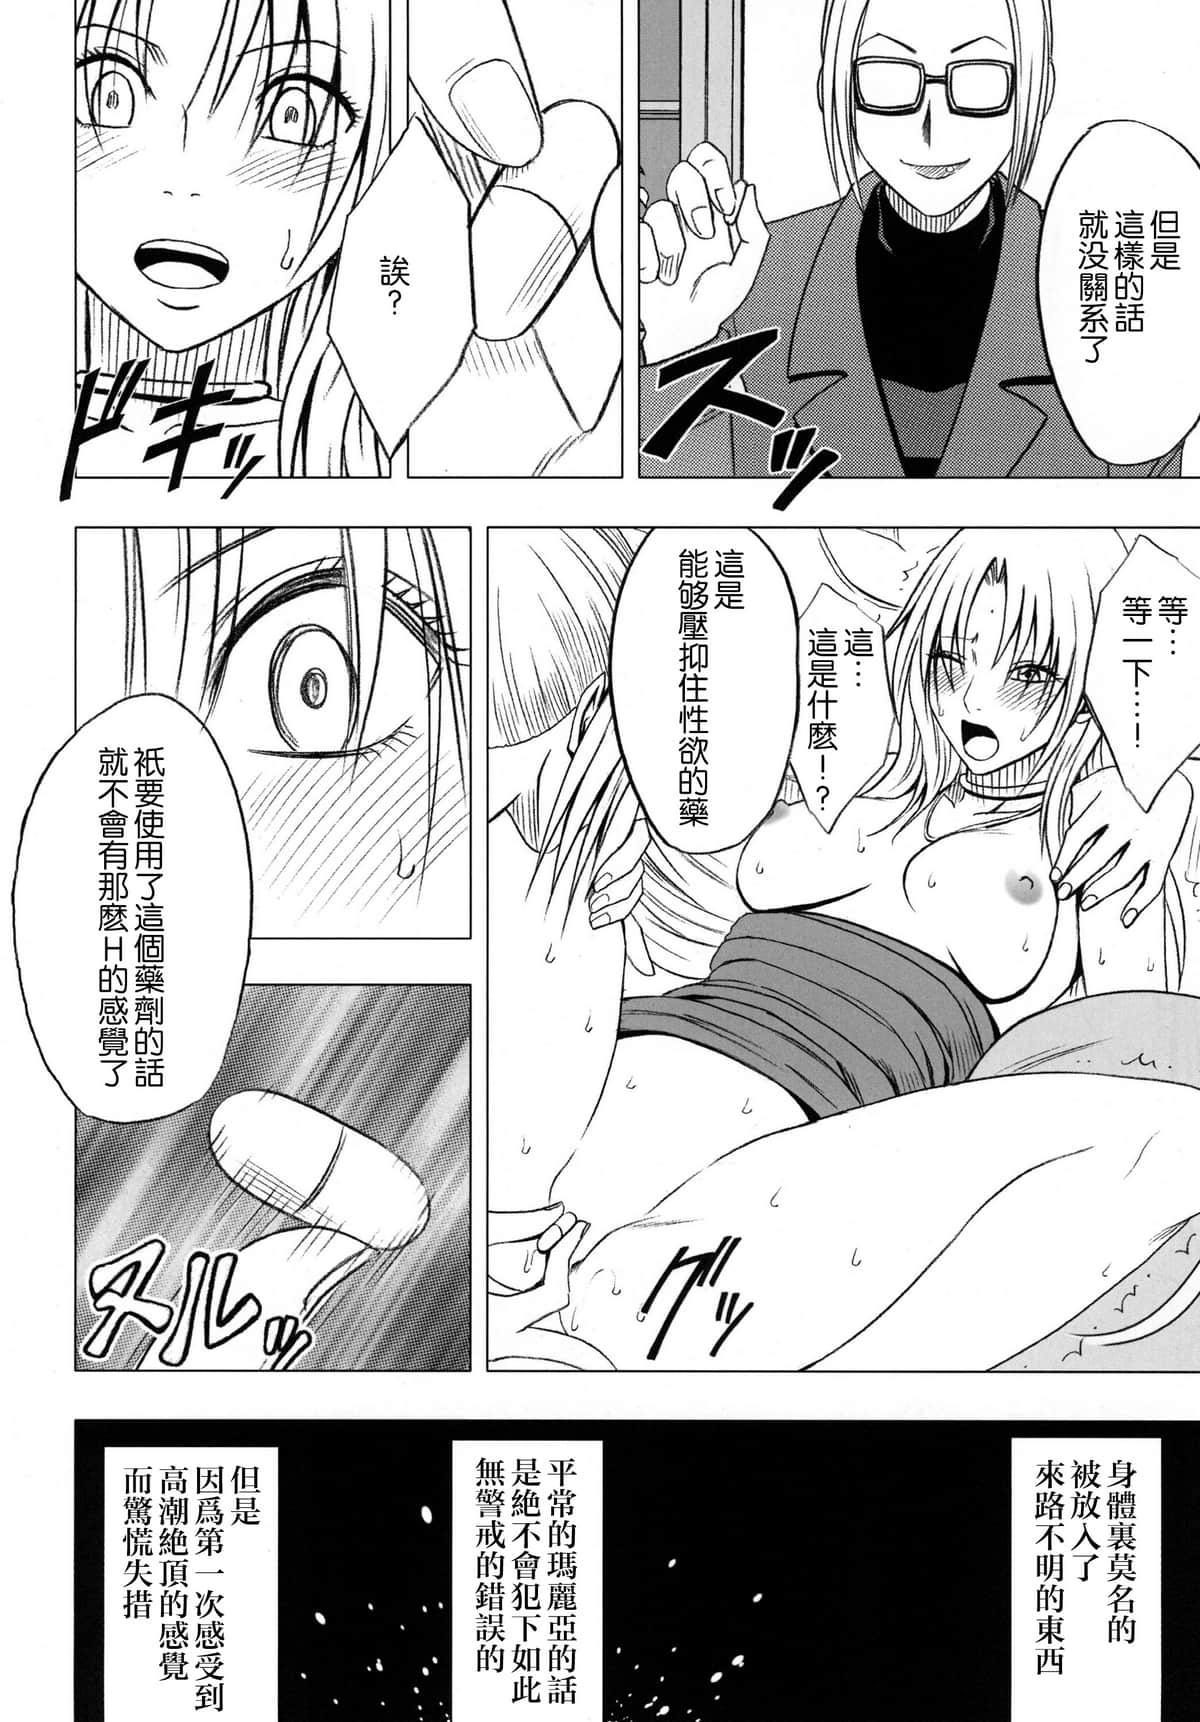 但是
這樣的話
就没關系了
スッ
誒？
ドキッ
等…
等一下…！
這…
這是什麽！？
這是
能够壓抑住性欲的藥
グッ
祇要使用了這個藥劑的話
就不會有那麽H的感覺了
ヌルッ
身體裏莫名的
被放入了
來路不明的東西
平常的瑪麗亞的話
是絕不會犯下如此
無警戒的錯誤的
但是
因爲第一次感受到
高潮絶頂的感覺
而驚慌失措